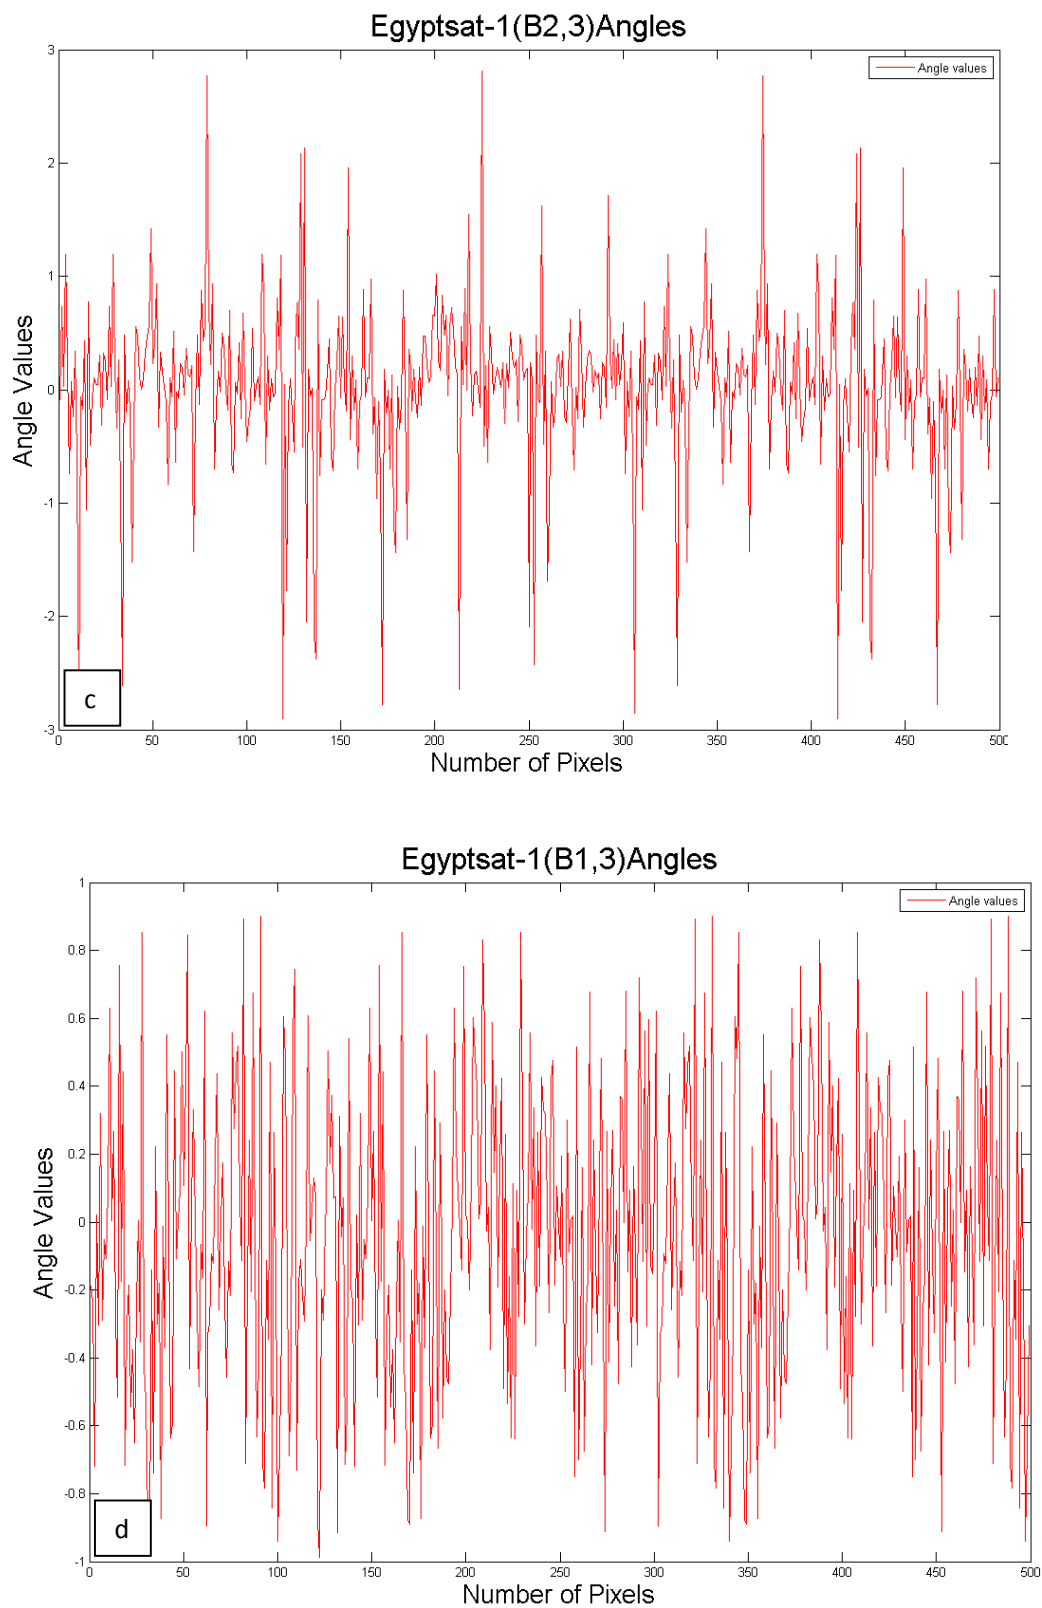 Egyptsat-1(B2,3)Angles
Angle values
3
2
1
0
-1
-2
-3
Angle Values
c
0 50 100 150 200 250 300 350 400 450 500
Number of Pixels
Egyptsat-1(B1,3)Angles
Angle values
1
0.8
0.6
0.4
0.2
0
-0.2
-0.4
-0.6
-0.8
-1
Angle Values
d
0 50 100 150 200 250 300 350 400 450 500
Number of Pixels